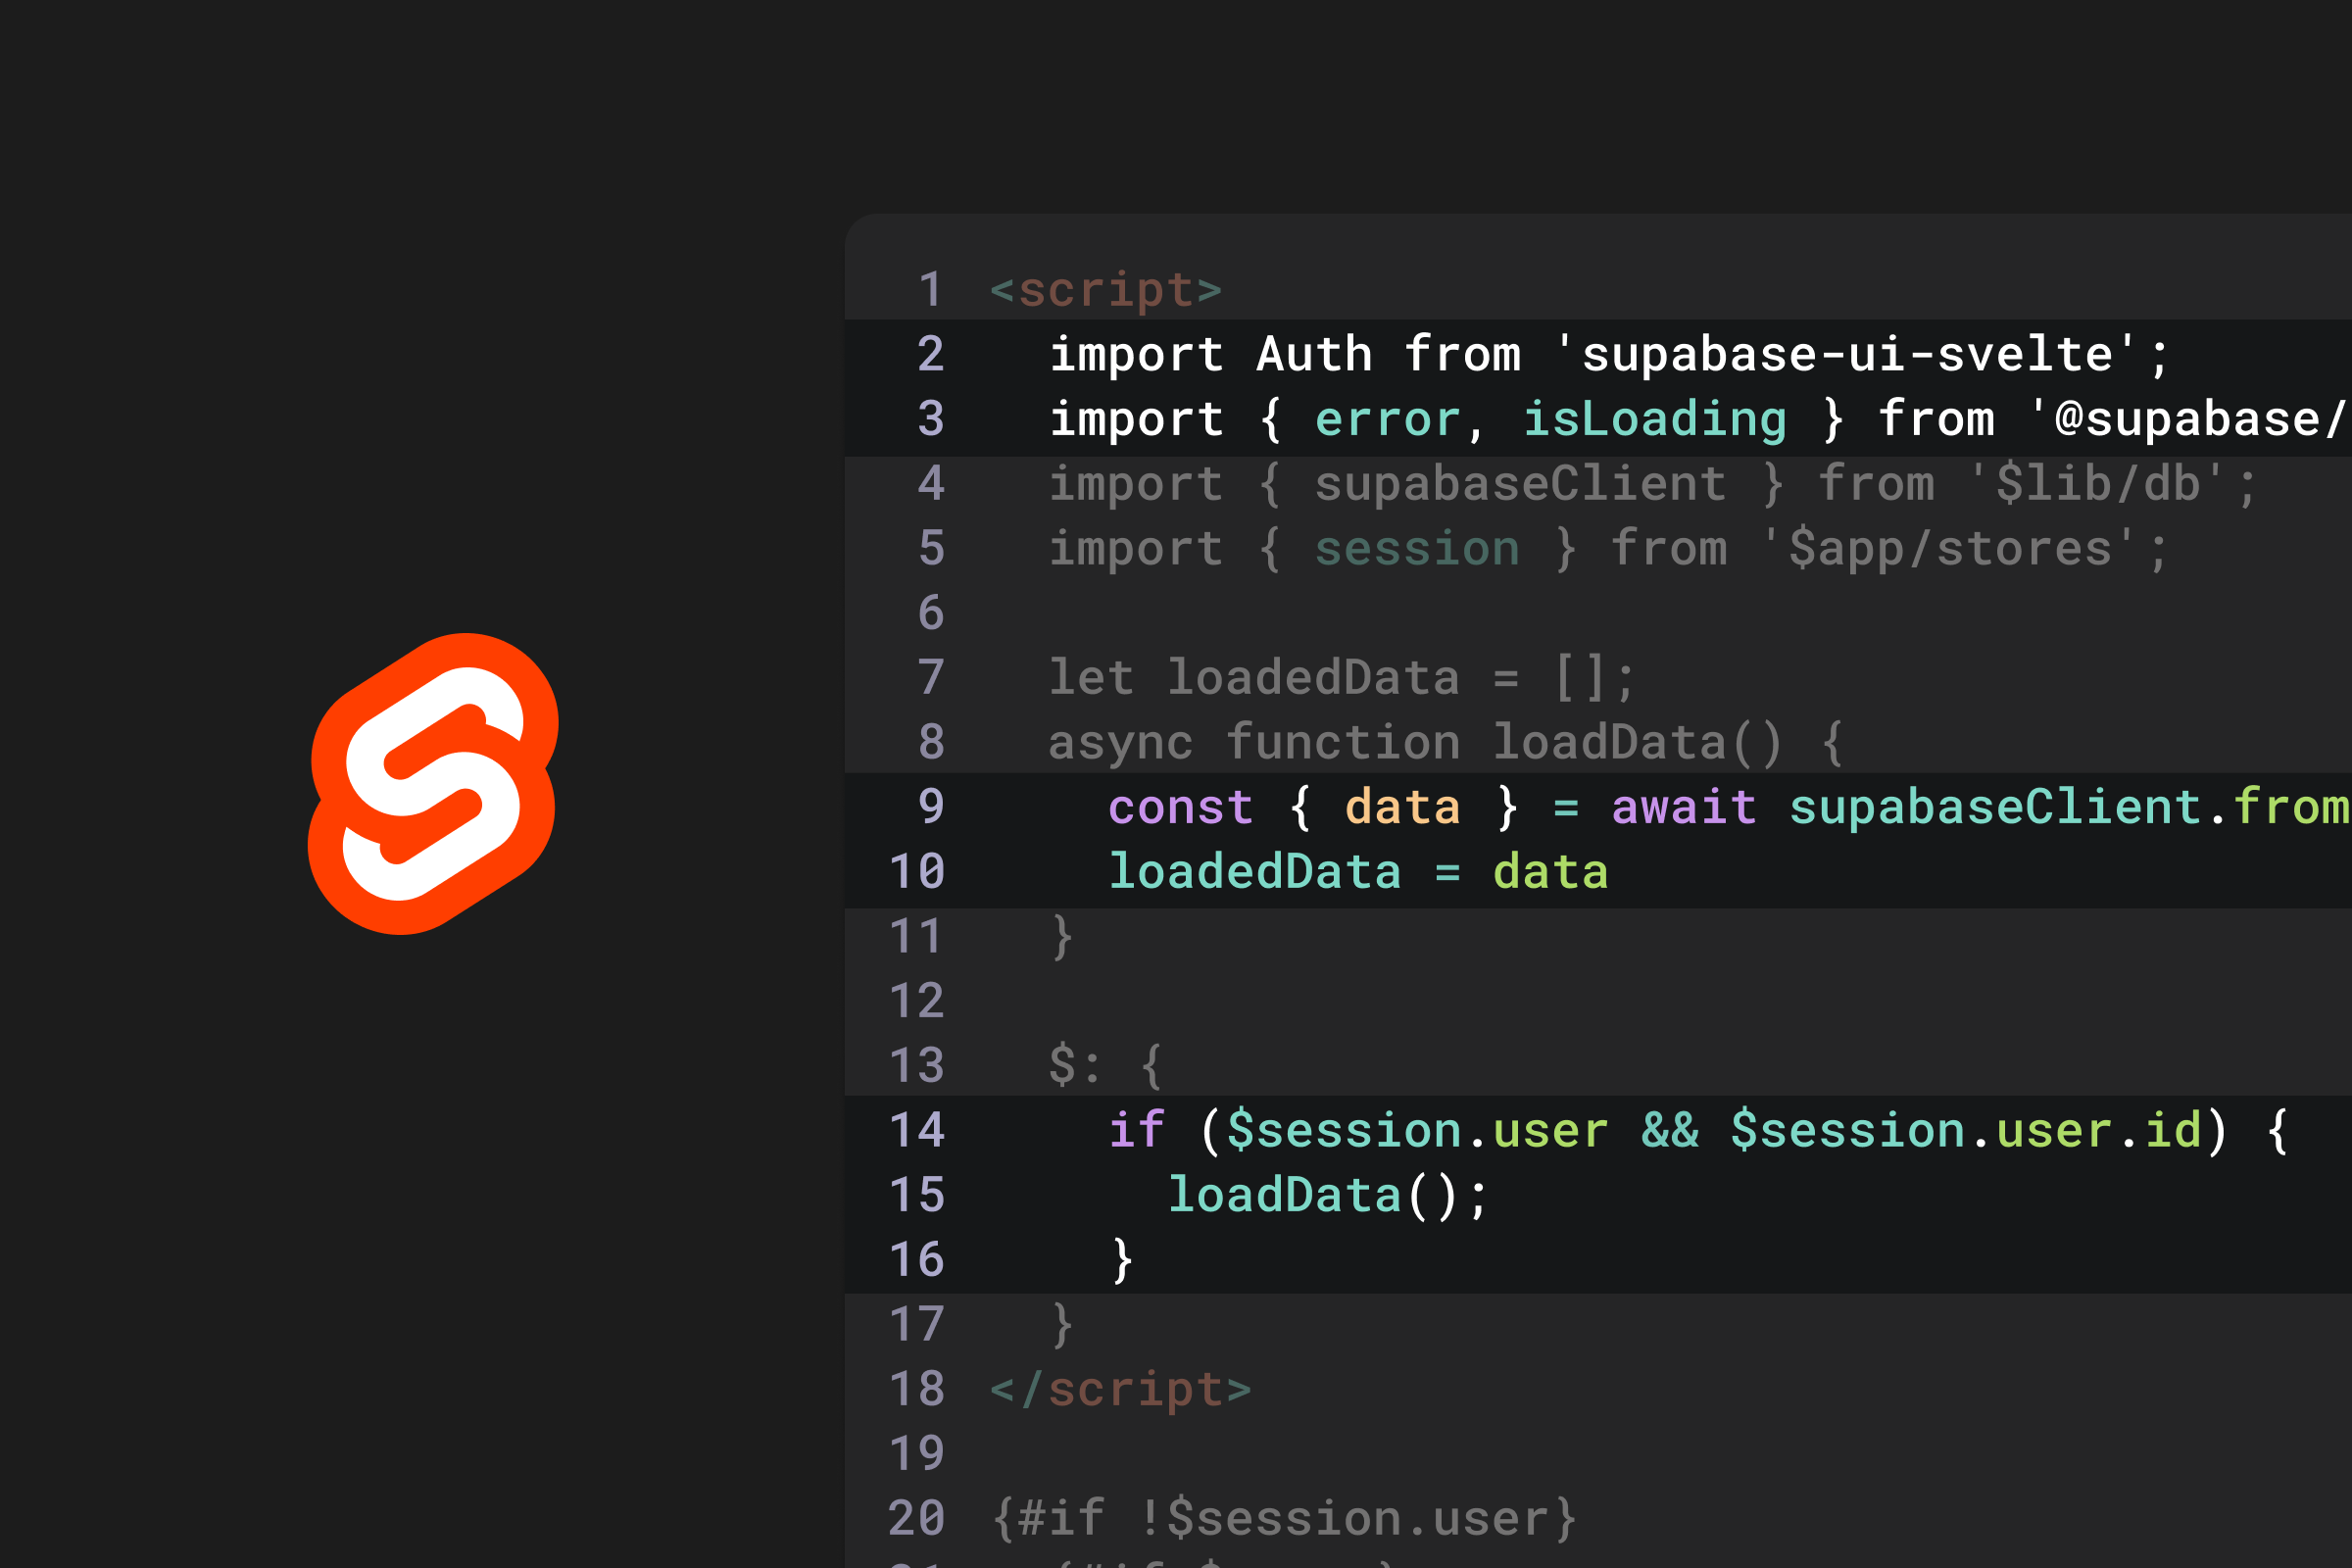 1 <script>
2 import Auth from 'supabase-ui-svelte';
3 import { error, isLoading } from '@supabase/
4 import { supabaseClient } from '$lib/db';
5 import { session } from '$app/stores';
6
7 let loadedData = [];
8 async function loadData() {
9 const { data } = await supabaseClient.from
10 loadedData = data
11 }
12
13 $: {
14 if ($session.user && $session.user.id) {
15 loadData();
16 }
17 }
18 </script>
19
20 {#if !$session.user}